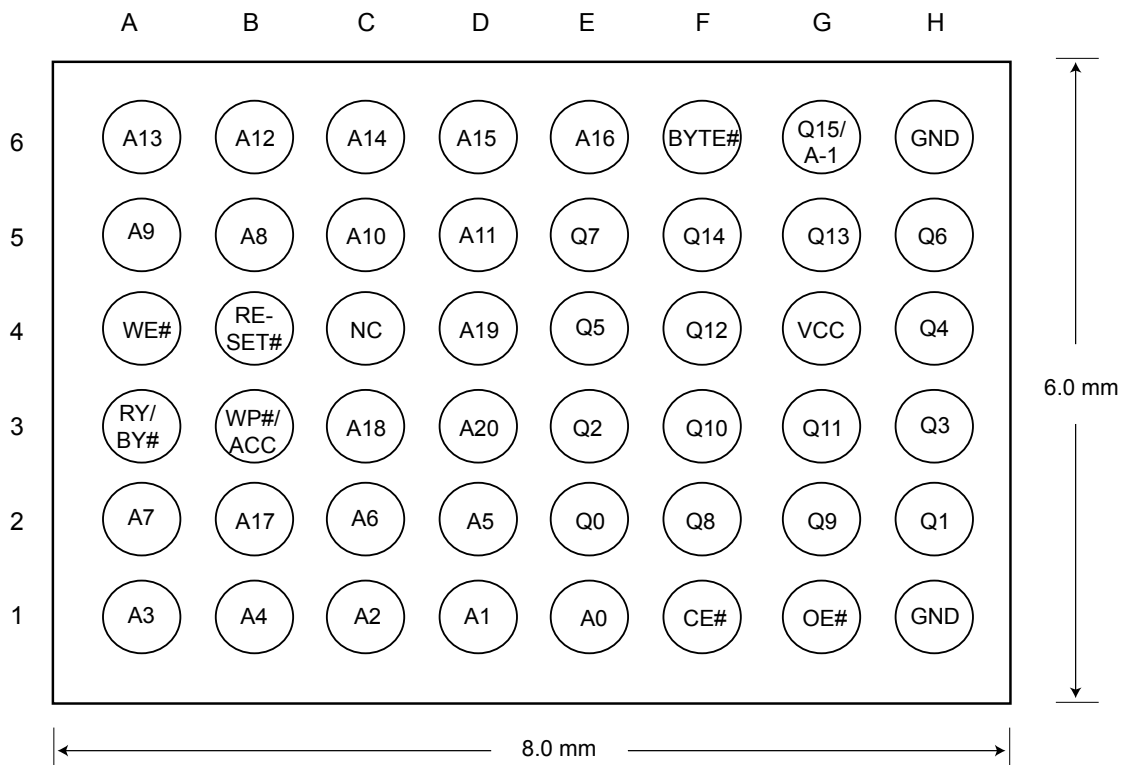 A B C D E F G H
6 A13 A12 A14 A15 A16 BYTE# Q15/
A-1 GND
5 A9 A8 A10 A11 Q7 Q14 Q13 Q6
4 WE# RE-
SET# NC A19 Q5 Q12 VCC Q4
3 RY/
BY# WP#/
ACC A18 A20 Q2 Q10 Q11 Q3
6.0 mm
2 A7 A17 A6 A5 Q0 Q8 Q9 Q1
1 A3 A4 A2 A1 A0 CE# OE# GND
8.0 mm